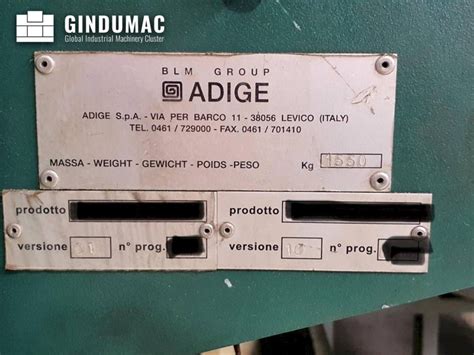 GINDUMAC
Global Industrial Machinery Cluster
BLM GROUP
ADIGE
ADIGE S.p.A. - VIA PER BARCO 11 - 38056 LEVICO (ITALY)
TEL. 0461 / 729000 - FAX. 0461 / 701410
MASSA - WEIGHT - GEWICHT - POIDS -PESO Kg 1550
prodotto
versione n° prog.
prodotto
versione n° prog.